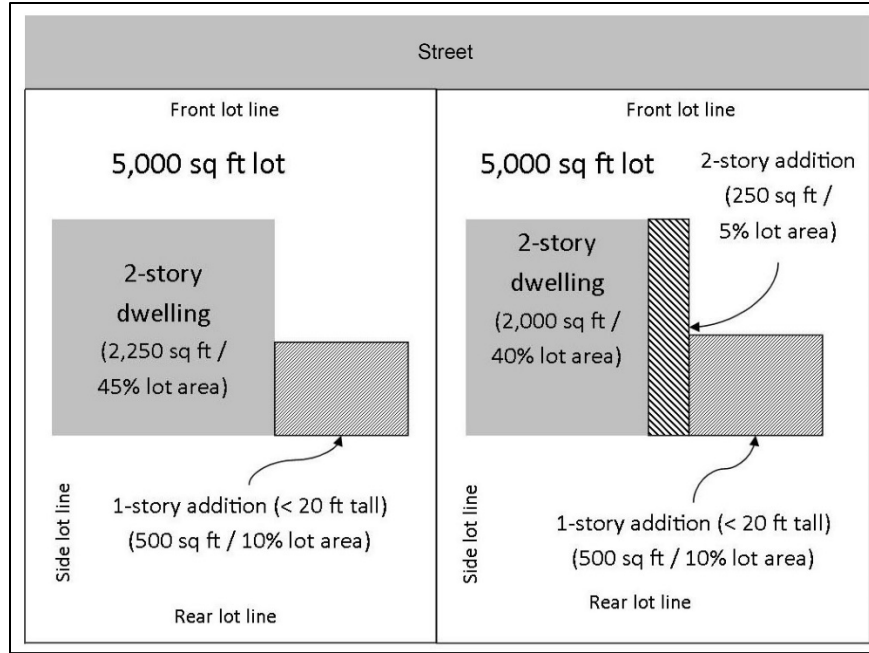 Street
Front lot line
5,000 sq ft lot
2-story
dwelling
(2,250 sq ft /
45% lot area)
1-story addition (< 20 ft tall)
(500 sq ft / 10% lot area)
Side lot line
Rear lot line
Front lot line
5,000 sq ft lot
2-story addition
(250 sq ft /
5% lot area)
2-story
dwelling
(2,000 sq ft /
40% lot area)
1-story addition (< 20 ft tall)
(500 sq ft / 10% lot area)
Side lot line
Rear lot line